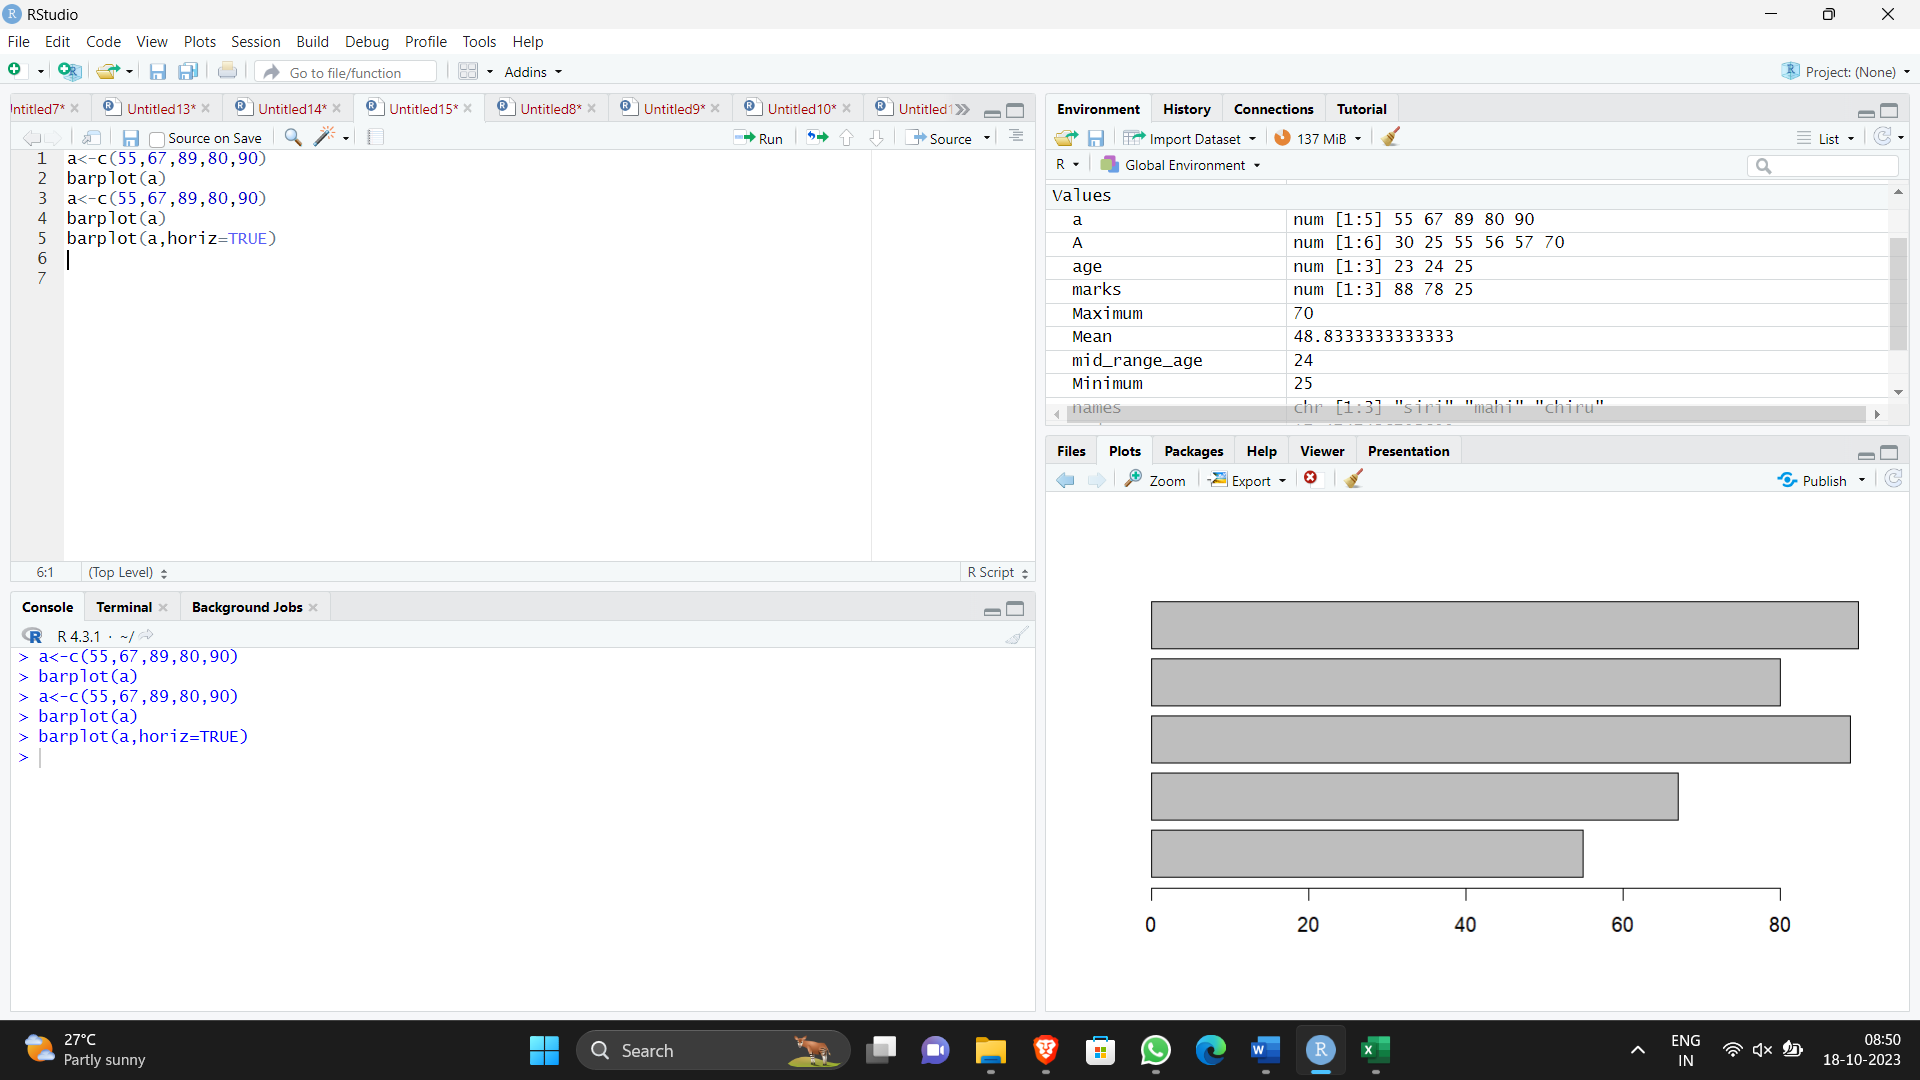 RStudio
File Edit Code View Plots Session Build Debug Profile Tools Help
Go to file/function Addins Project: (None)
ntitled7* Untitled13* Untitled14* Untitled15* Untitled8* Untitled9* Untitled10* Untitled1
Source on Save Run Source
1 a<-c(55,67,89,80,90)
2 barplot(a)
3 a<-c(55,67,89,80,90)
4 barplot(a)
5 barplot(a,horiz=TRUE)
6
7
6:1 (Top Level) R Script
Console Terminal Background Jobs
R 4.3.1 · ~/
> a<-c(55,67,89,80,90)
> barplot(a)
> a<-c(55,67,89,80,90)
> barplot(a)
> barplot(a,horiz=TRUE)
>
Environment History Connections Tutorial
Import Dataset 137 MiB List
R Global Environment
Values
a num [1:5] 55 67 89 80 90
A num [1:6] 30 25 55 56 57 70
age num [1:3] 23 24 25
marks num [1:3] 88 78 25
Maximum 70
Mean 48.8333333333333
mid_range_age 24
Minimum 25
names chr [1:3] "siri" "mahi" "chiru"
Files Plots Packages Help Viewer Presentation
Zoom Export Publish
0 20 40 60 80
27°C
Partly sunny
Search
ENG
IN
08:50
18-10-2023